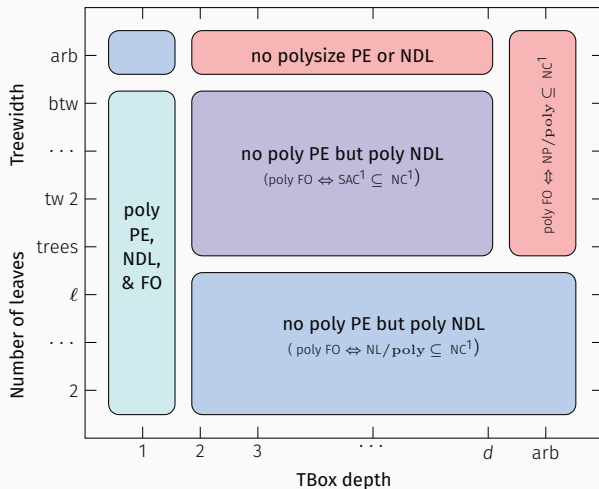 arb
btw
...
tw 2
trees
ℓ
...
2
Treewidth
Number of leaves
no polysize PE or NDL
poly FO ⇔ NP/poly ⊆ NC¹
no poly PE but poly NDL
(poly FO ⇔ SAC¹ ⊆ NC¹)
poly
PE,
NDL,
& FO
no poly PE but poly NDL
( poly FO ⇔ NL/poly ⊆ NC¹)
1 2 3 ... d arb
TBox depth